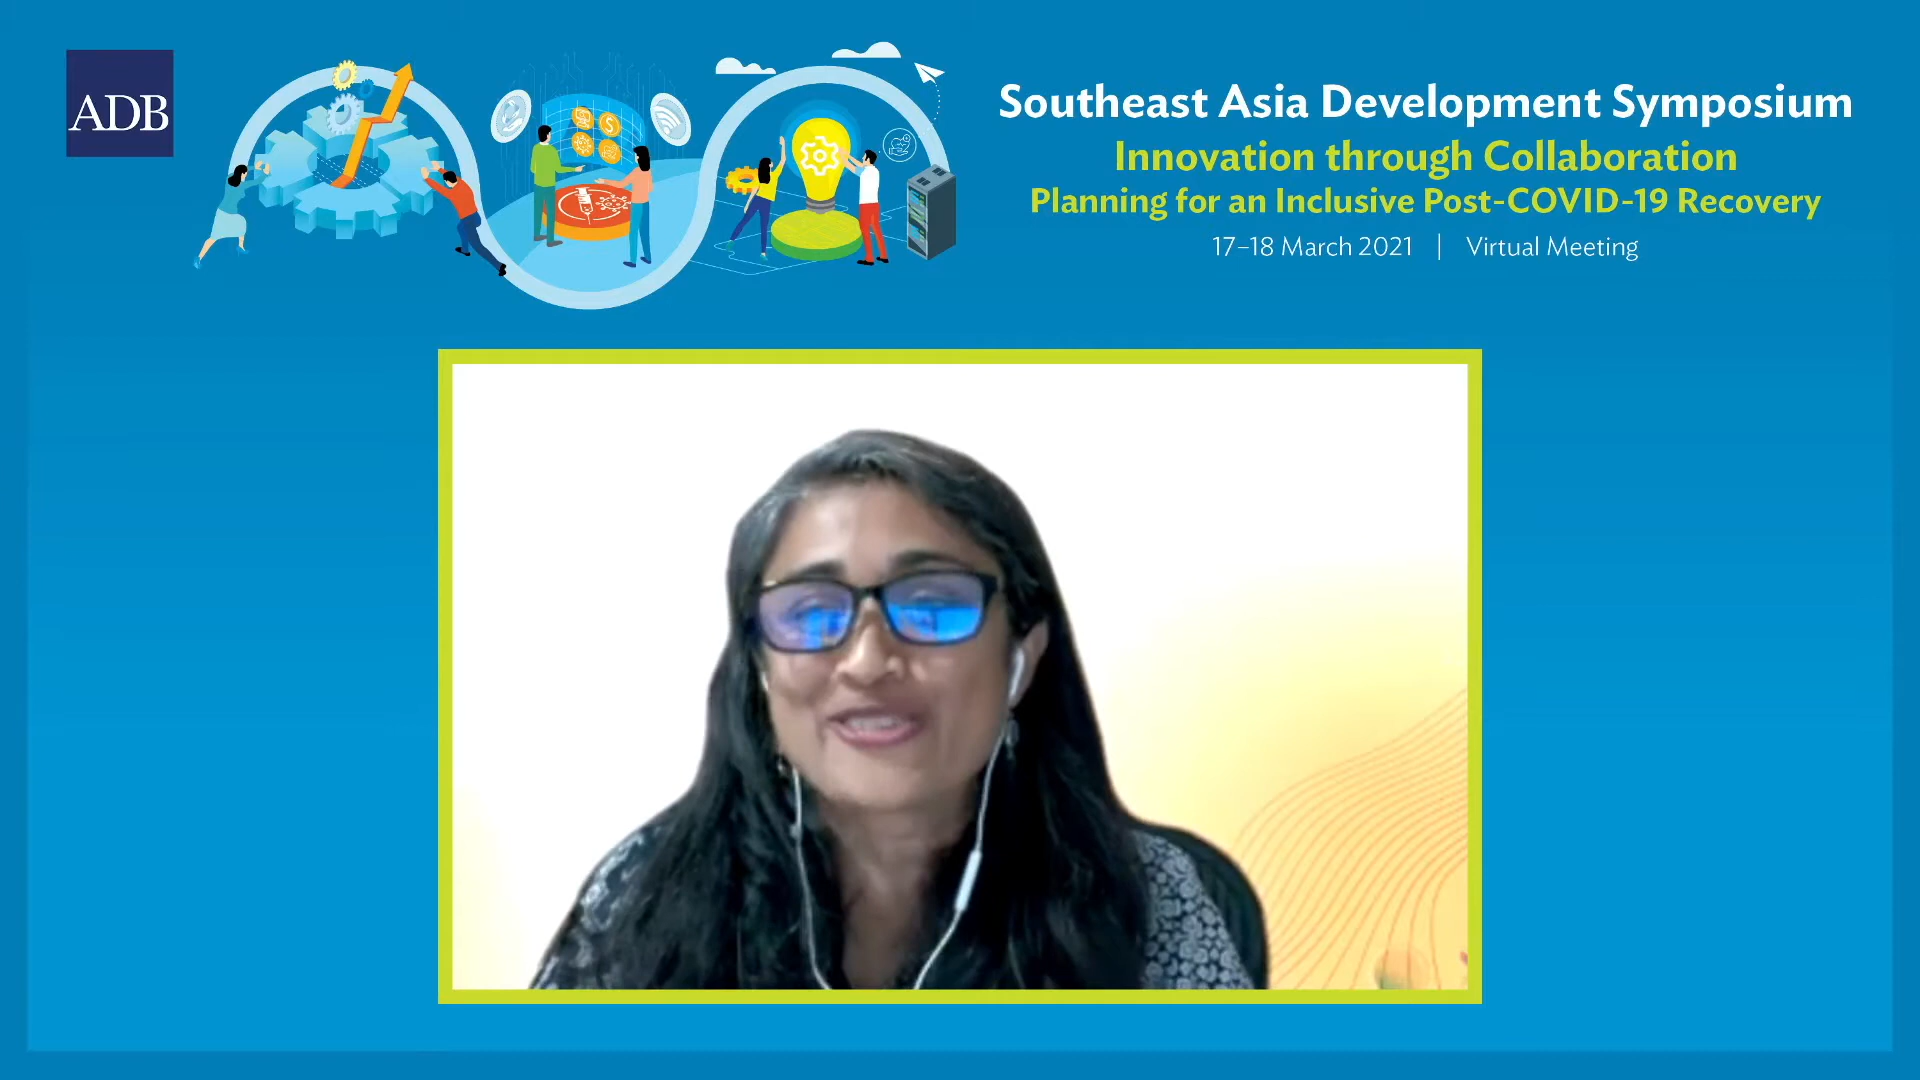 ADB
Southeast Asia Development Symposium
Innovation through Collaboration
Planning for an Inclusive Post-COVID-19 Recovery
17–18 March 2021 | Virtual Meeting